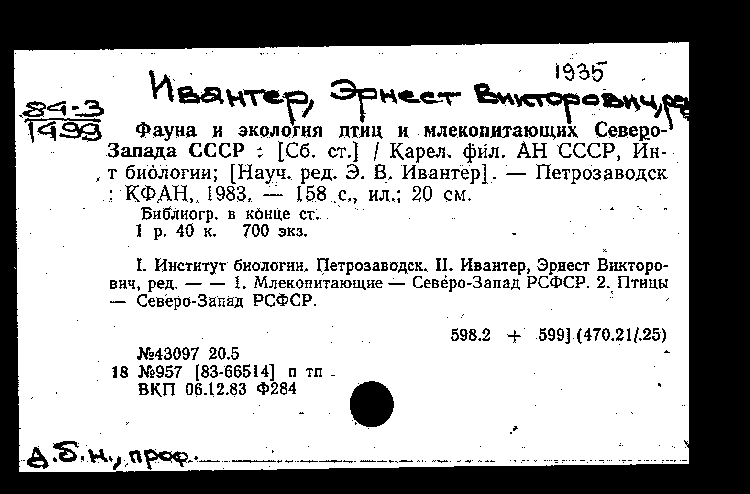 1935
Ивантер, Эрнест Викторович, ред
84-3
1499
Фауна и экология птиц и млекопитающих Северо-
Запада СССР : [Сб. ст.] / Карел. фил. АН СССР, Ин-
т биологии; [Науч. ред. Э. В. Ивантер]. — Петрозаводск
: КФАН, 1983. — 158 с., ил.; 20 см.
Библиогр. в конце ст.
1 р. 40 к. 700 экз.
I. Институт биологии. Петрозаводск. II. Ивантер, Эрнест Викторо-
вич, ред. — — 1. Млекопитающие — Северо-Запад РСФСР. 2. Птицы
— Северо-Запад РСФСР.
598.2 + 599] (470.21/.25)
№43097 20.5
18 №957 [83-66514] п тп
ВКП 06.12.83 Ф284
д.б.н., проф.